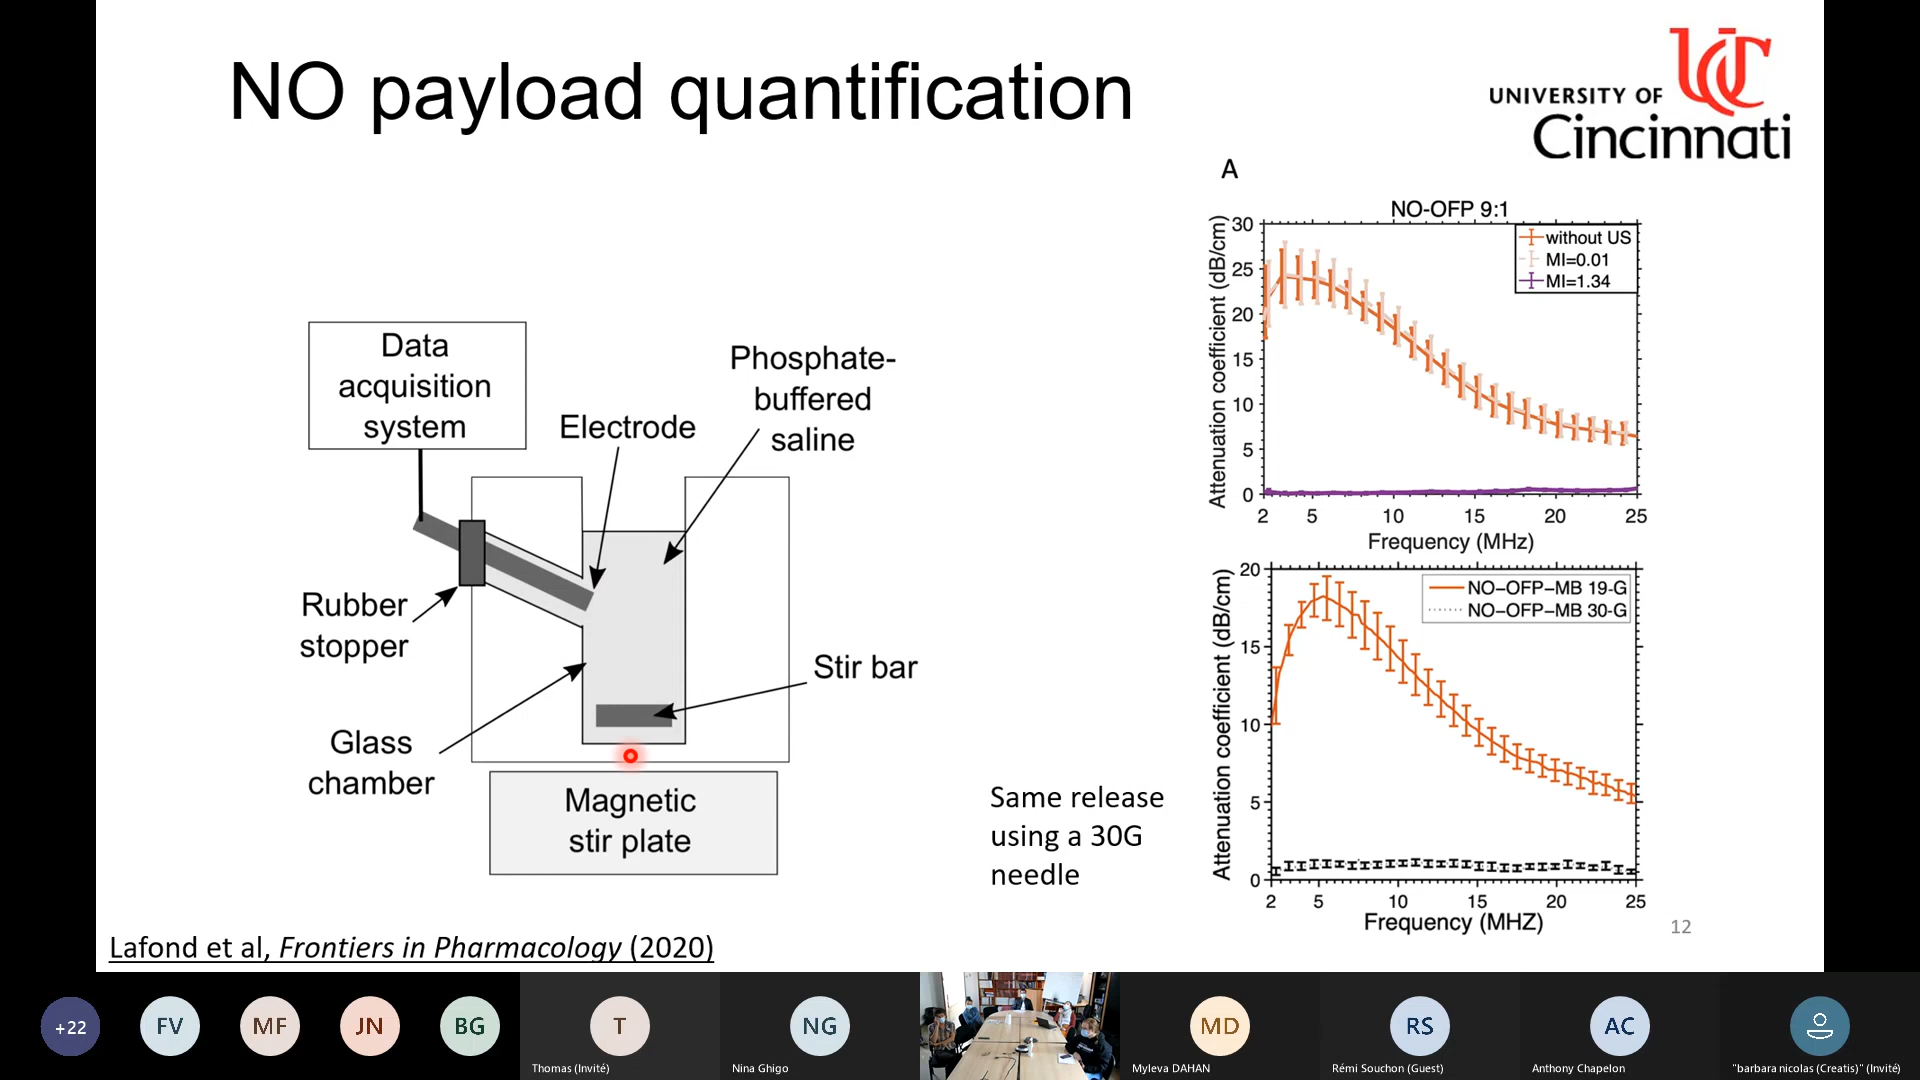 NO payload quantification
UNIVERSITY OF
Cincinnati
UC
Data
acquisition
system
Electrode
Phosphate-
buffered
saline
Rubber
stopper
Stir bar
Glass
chamber
Magnetic
stir plate
Same release
using a 30G
needle
A
NO-OFP 9:1
without US
MI=0.01
MI=1.34
Attenuation coefficient (dB/cm)
30
25
20
15
10
5
0
2 5 10 15 20 25
Frequency (MHz)
NO-OFP-MB 19-G
NO-OFP-MB 30-G
Attenuation coefficient (dB/cm)
20
15
10
5
0
2 5 10 15 20 25
Frequency (MHZ)
12
Lafond et al, Frontiers in Pharmacology (2020)
+22
FV
MF
JN
BG
T
Thomas (Invité)
NG
Nina Ghigo
MD
Myleva DAHAN
RS
Rémi Souchon (Guest)
AC
Anthony Chapelon
"barbara nicolas (Creatis)" (Invité)